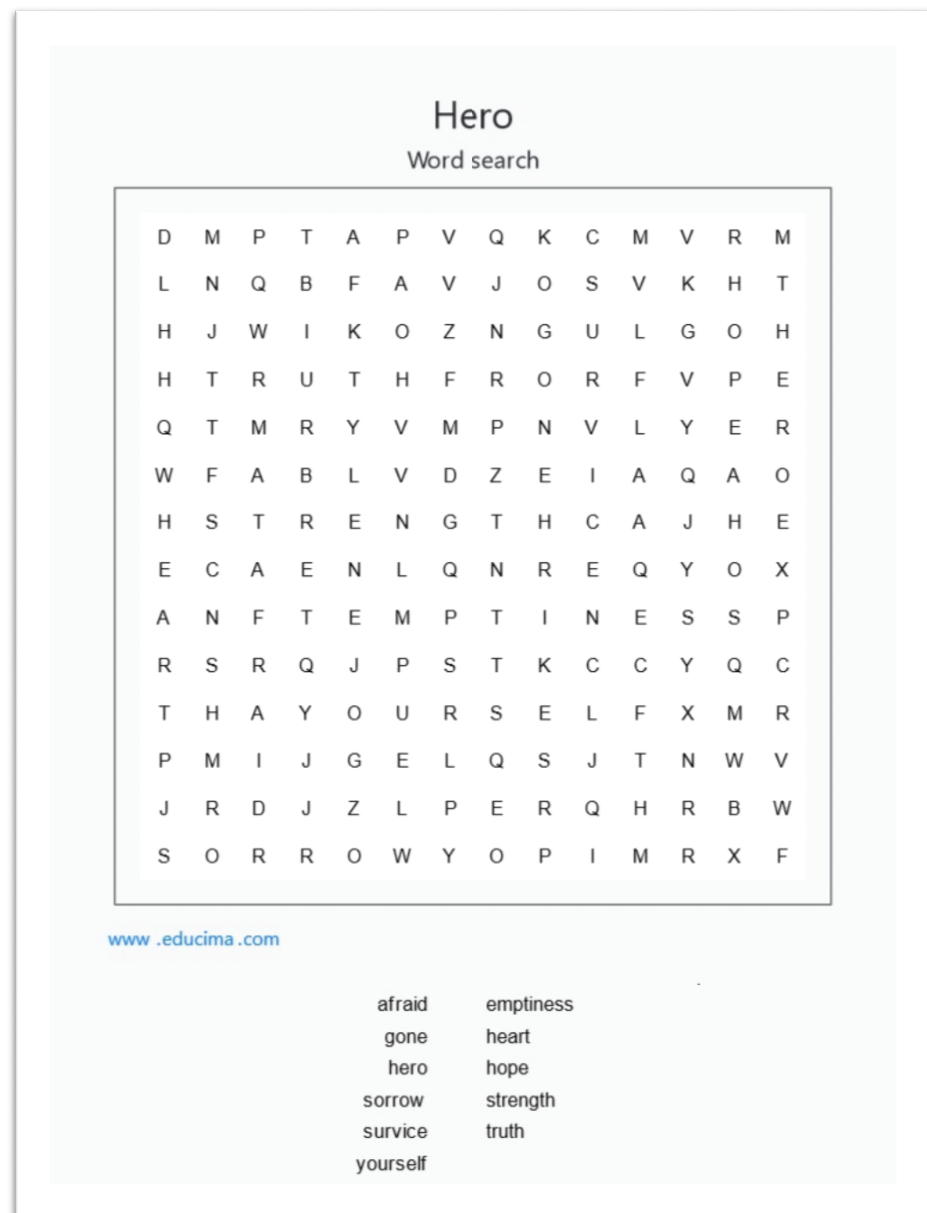 Hero
Word search
D M P T A P V Q K C M V R M
L N Q B F A V J O S V K H T
H J W I K O Z N G U L G O H
H T R U T H F R O R F V P E
Q T M R Y V M P N V L Y E R
W F A B L V D Z E I A Q A O
H S T R E N G T H C A J H E
E C A E N L Q N R E Q Y O X
A N F T E M P T I N E S S P
R S R Q J P S T K C C Y Q C
T H A Y O U R S E L F X M R
P M I J G E L Q S J T N W V
J R D J Z L P E R Q H R B W
S O R R O W Y O P I M R X F
www .educima .com
afraid emptiness
gone heart
hero hope
sorrow strength
survice truth
yourself